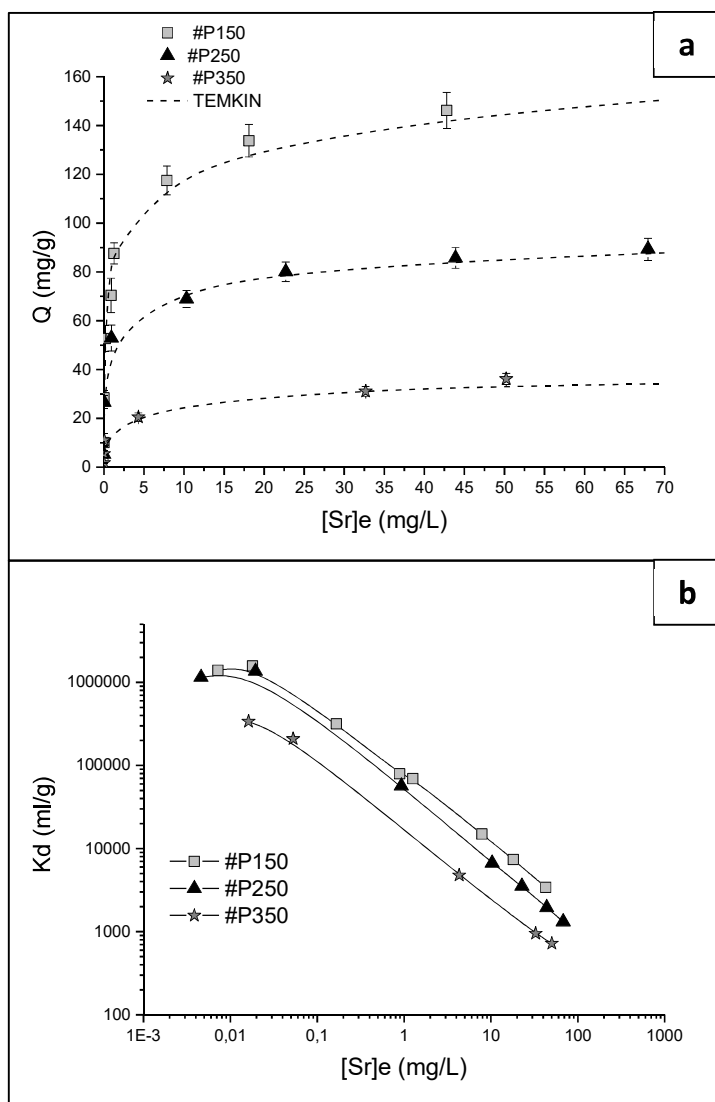 a
#P150
#P250
#P350
TEMKIN
160
140
120
100
80
60
40
20
0
Q (mg/g)
0 5 10 15 20 25 30 35 40 45 50 55 60 65 70
[Sr]e (mg/L)
b
1000000
100000
10000
1000
100
Kd (ml/g)
#P150
#P250
#P350
1E-3 0,01 0,1 1 10 100 1000
[Sr]e (mg/L)